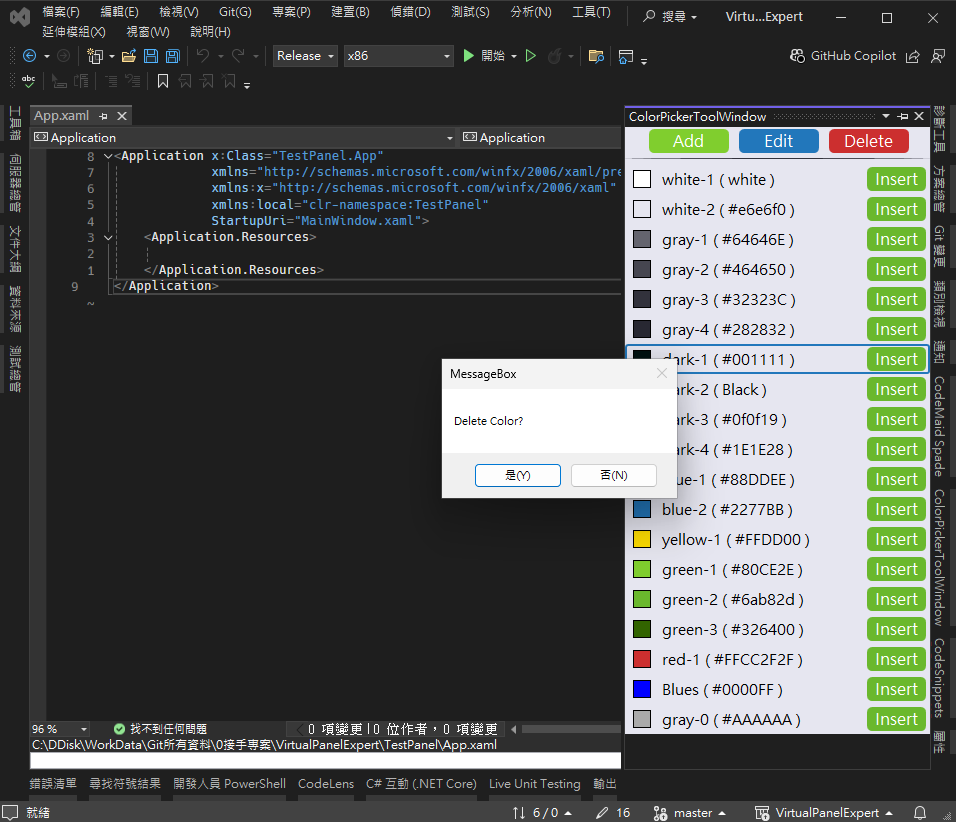 檔案(F) 編輯(E) 檢視(V) Git(G) 專案(P) 建置(B) 偵錯(D) 測試(S) 分析(N) 工具(T) 搜尋 Virtu...Expert
延伸模組(X) 視窗(W) 說明(H)
Release x86 開始 GitHub Copilot
abc
工具箱
伺服器總管
文件大綱
資料來源
測試總管
App.xaml
Application Application
8 <Application x:Class="TestPanel.App"
7 xmlns="http://schemas.microsoft.com/winfx/2006/xaml/pre
6 xmlns:x="http://schemas.microsoft.com/winfx/2006/xaml"
5 xmlns:local="clr-namespace:TestPanel"
4 StartupUri="MainWindow.xaml">
3 <Application.Resources>
2
1 </Application.Resources>
9 </Application>
~
ColorPickerToolWindow
Add Edit Delete
white-1 ( white ) Insert
white-2 ( #e6e6f0 ) Insert
gray-1 ( #64646E ) Insert
gray-2 ( #464650 ) Insert
gray-3 ( #32323C ) Insert
gray-4 ( #282832 ) Insert
dark-1 ( #001111 ) Insert
ark-2 ( Black ) Insert
ark-3 ( #0f0f19 ) Insert
ark-4 ( #1E1E28 ) Insert
ue-1 ( #88DDEE ) Insert
blue-2 ( #2277BB ) Insert
yellow-1 ( #FFDD00 ) Insert
green-1 ( #80CE2E ) Insert
green-2 ( #6ab82d ) Insert
green-3 ( #326400 ) Insert
red-1 ( #FFCC2F2F ) Insert
Blues ( #0000FF ) Insert
gray-0 ( #AAAAAA ) Insert
MessageBox
Delete Color?
是(Y) 否(N)
診斷工具
方案總管
Git 變更
類別檢視
通知
CodeMaid Spade
ColorPickerToolWindow
CodeSnippets
屬性
96 % 找不到任何問題 0 項變更 | 0 位作者，0 項變更
C:\DDisk\WorkData\Git所有資料\0接手專案\VirtualPanelExpert\TestPanel\App.xaml
錯誤清單 尋找符號結果 開發人員 PowerShell CodeLens C# 互動 (.NET Core) Live Unit Testing 輸出
就緒 6 / 0 16 master VirtualPanelExpert